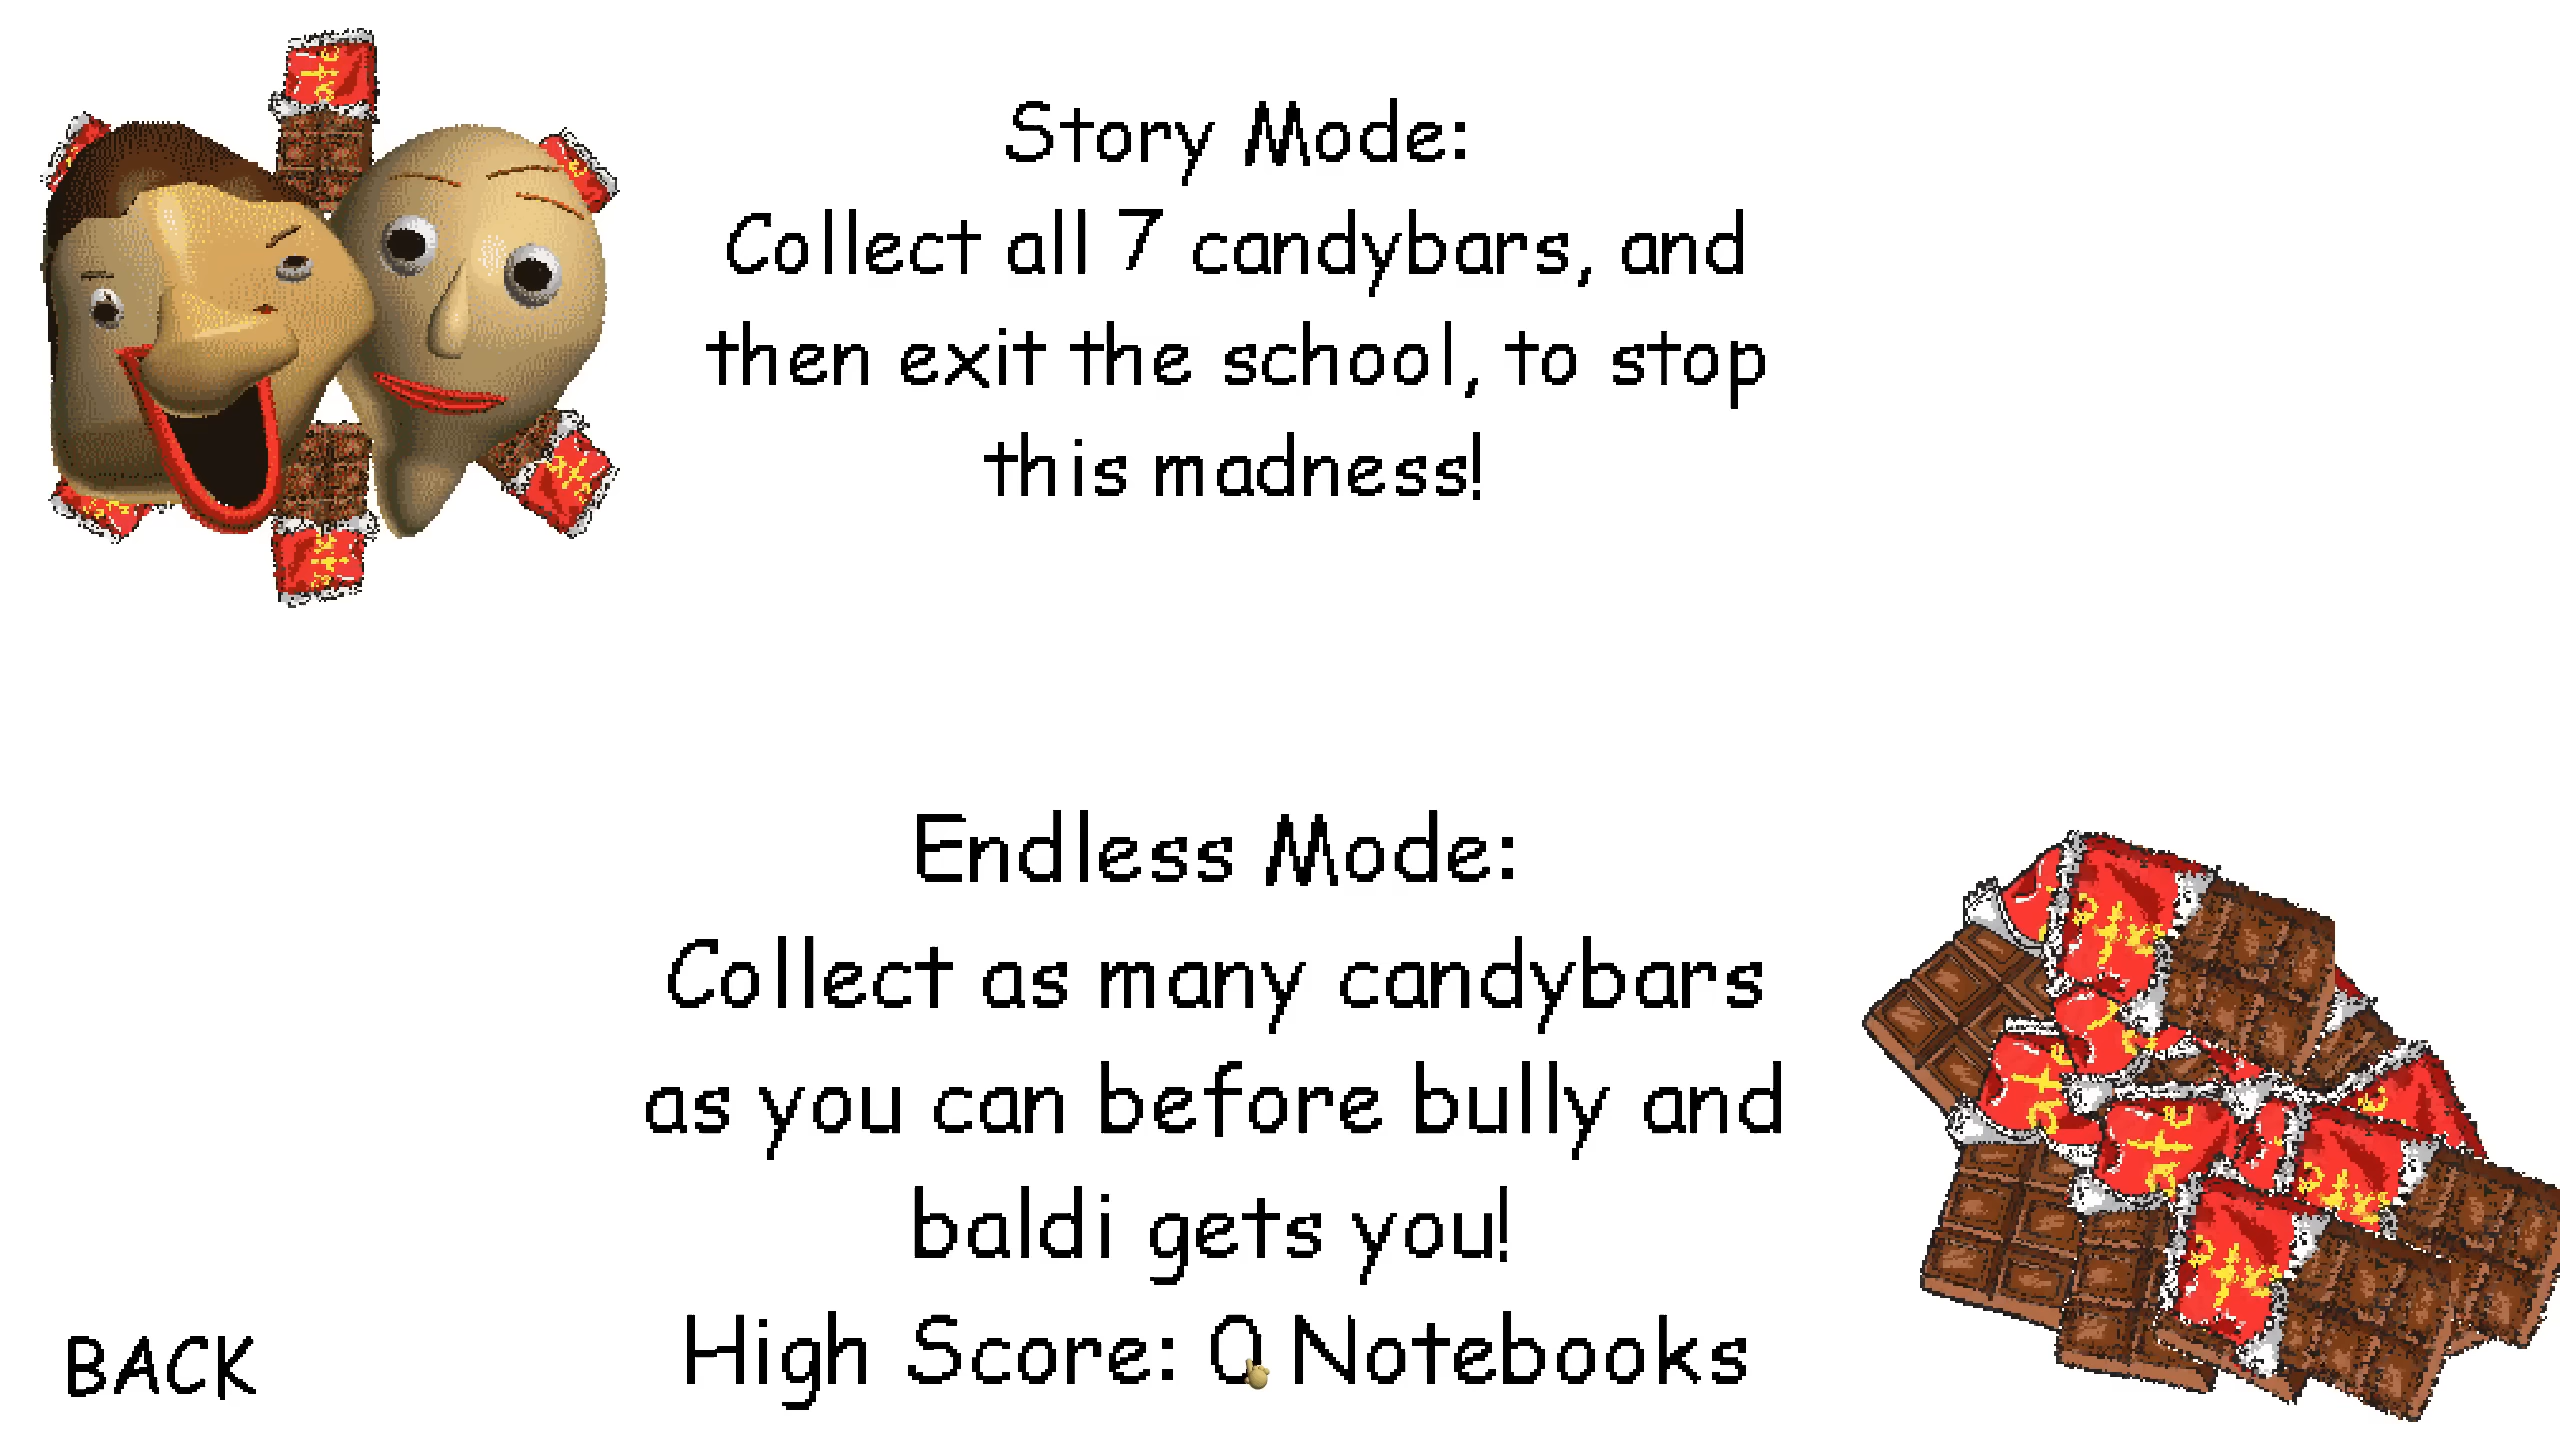 Story Mode:
Collect all 7 candybars, and
then exit the school, to stop
this madness!
Endless Mode:
Collect as many candybars
as you can before bully and
baldi gets you!
High Score: 0 Notebooks
BACK